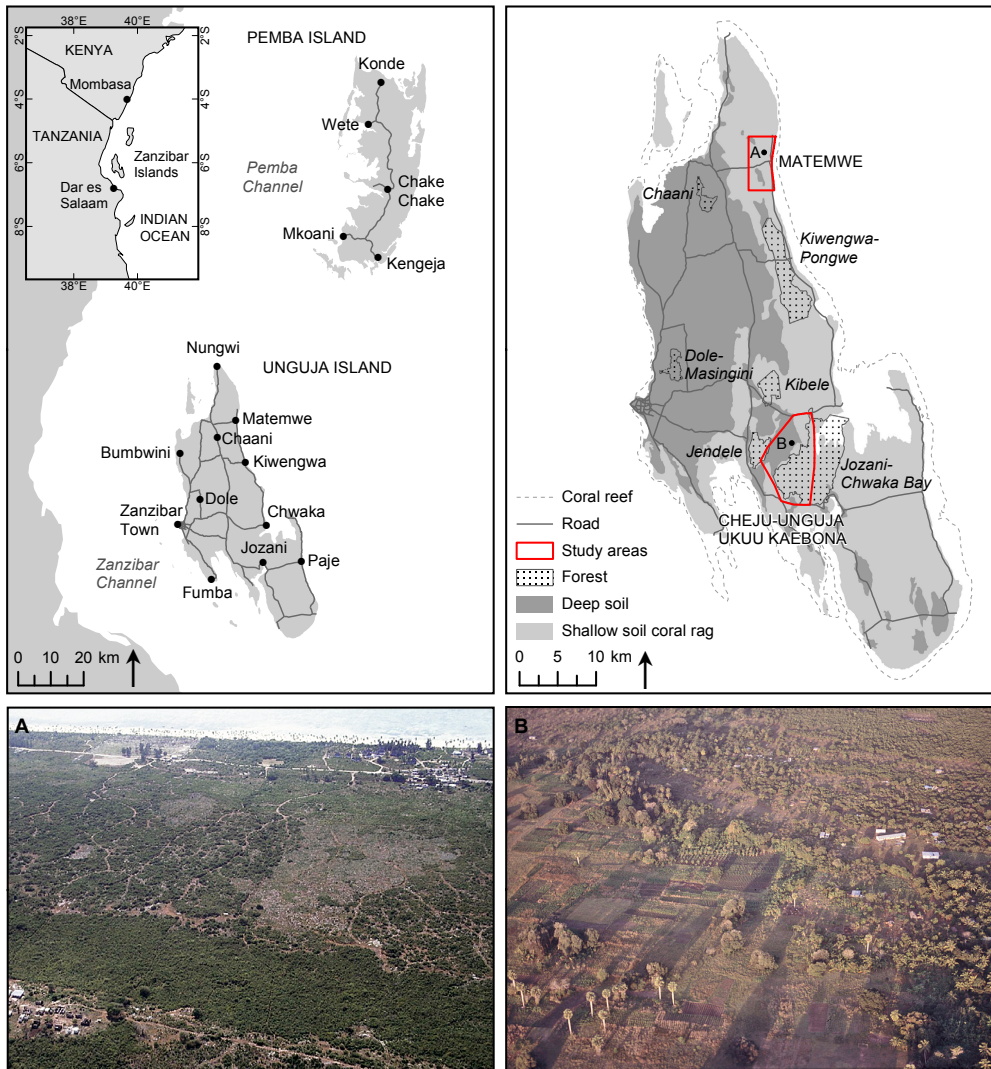 38°E
40°E
2°S
KENYA
Mombasa
4°S
TANZANIA
Zanzibar
Islands
6°S
Dar es
Salaam
INDIAN
OCEAN
8°S
38°E
40°E
PEMBA ISLAND
Konde
Wete
Pemba
Channel
Chake
Chake
Mkoani
Kengeja
Nungwi
UNGUJA ISLAND
Matemwe
Chaani
Bumbwini
Kiwengwa
Dole
Zanzibar
Town
Chwaka
Jozani
Zanzibar
Channel
Paje
Fumba
0 10 20 km
A
MATEMWE
Chaani
Kiwengwa-
Pongwe
Dole-
Masingini
Kibele
B
Jendele
Jozani-
Chwaka Bay
CHEJU-UNGUJA
UKUU KAEBONA
Coral reef
Road
Study areas
Forest
Deep soil
Shallow soil coral rag
0 5 10 km
A
B